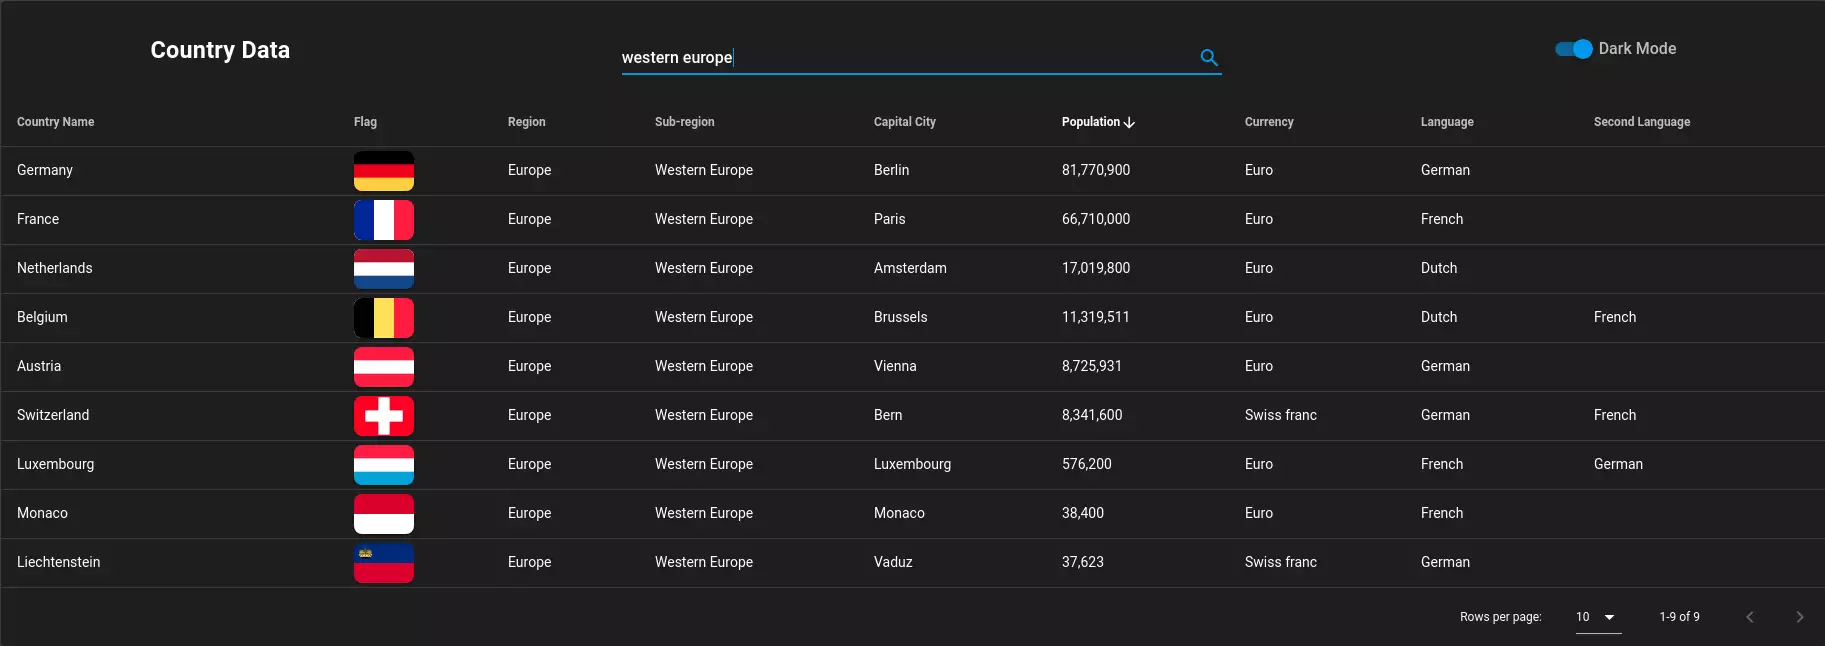 Country Data
western europe
Dark Mode
Country Name Flag Region Sub-region Capital City Population Currency Language Second Language
Germany Europe Western Europe Berlin 81,770,900 Euro German
France Europe Western Europe Paris 66,710,000 Euro French
Netherlands Europe Western Europe Amsterdam 17,019,800 Euro Dutch
Belgium Europe Western Europe Brussels 11,319,511 Euro Dutch French
Austria Europe Western Europe Vienna 8,725,931 Euro German
Switzerland Europe Western Europe Bern 8,341,600 Swiss franc German French
Luxembourg Europe Western Europe Luxembourg 576,200 Euro French German
Monaco Europe Western Europe Monaco 38,400 Euro French
Liechtenstein Europe Western Europe Vaduz 37,623 Swiss franc German
Rows per page: 10 1-9 of 9